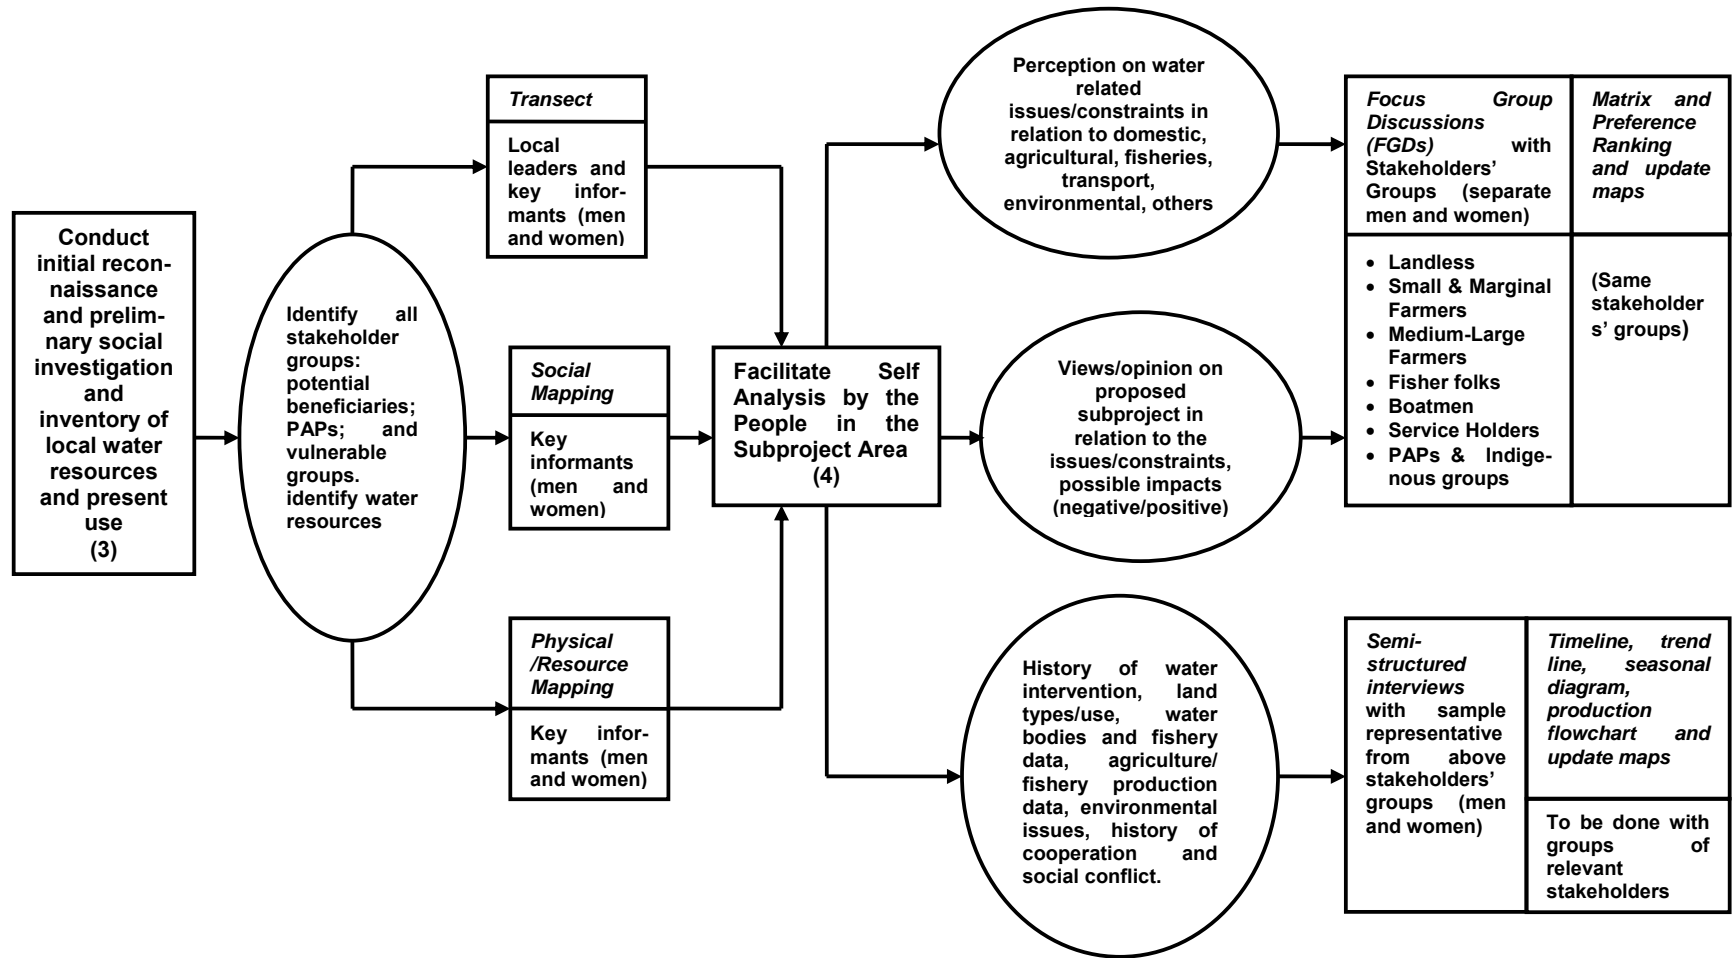 Conduct
initial recon-
naissance
and prelim-
nary social
investigation
and
inventory of
local water
resources
and present
use
(3)
Identify all
stakeholder
groups:
potential
beneficiaries;
PAPs; and
vulnerable
groups.
identify water
resources
Transect
Local
leaders and
key infor-
mants (men
and women)
Social
Mapping
Key
informants
(men and
women)
Physical
/Resource
Mapping
Key infor-
mants (men
and women)
Facilitate Self
Analysis by the
People in the
Subproject Area
(4)
Perception on water
related
issues/constraints in
relation to domestic,
agricultural, fisheries,
transport,
environmental, others
Views/opinion on
proposed
subproject in
relation to the
issues/constraints,
possible impacts
(negative/positive)
History of water
intervention, land
types/use, water
bodies and fishery
data, agriculture/
fishery production
data, environmental
issues, history of
cooperation and
social conflict.
Focus Group
Discussions
(FGDs) with
Stakeholders’
Groups (separate
men and women)
• Landless
• Small & Marginal
Farmers
• Medium-Large
Farmers
• Fisher folks
• Boatmen
• Service Holders
• PAPs & Indige-
nous groups
Matrix and
Preference
Ranking
and update
maps
(Same
stakeholder
s’ groups)
Semi-
structured
interviews
with sample
representative
from above
stakeholders’
groups (men
and women)
Timeline, trend
line, seasonal
diagram,
production
flowchart and
update maps
To be done with
groups of
relevant
stakeholders